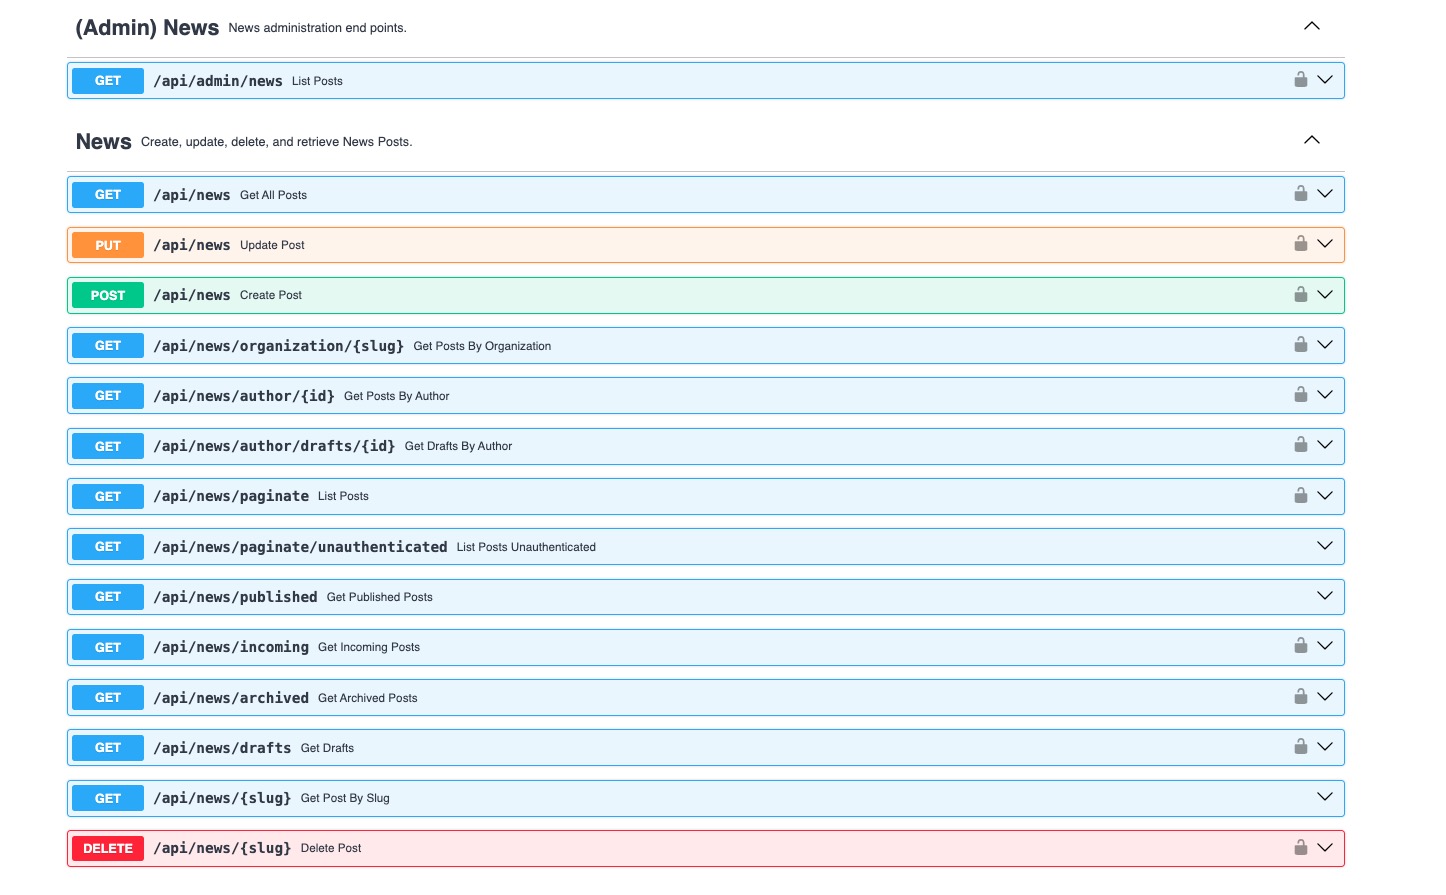 (Admin) News News administration end points.
GET /api/admin/news List Posts
News Create, update, delete, and retrieve News Posts.
GET /api/news Get All Posts
PUT /api/news Update Post
POST /api/news Create Post
GET /api/news/organization/{slug} Get Posts By Organization
GET /api/news/author/{id} Get Posts By Author
GET /api/news/author/drafts/{id} Get Drafts By Author
GET /api/news/paginate List Posts
GET /api/news/paginate/unauthenticated List Posts Unauthenticated
GET /api/news/published Get Published Posts
GET /api/news/incoming Get Incoming Posts
GET /api/news/archived Get Archived Posts
GET /api/news/drafts Get Drafts
GET /api/news/{slug} Get Post By Slug
DELETE /api/news/{slug} Delete Post